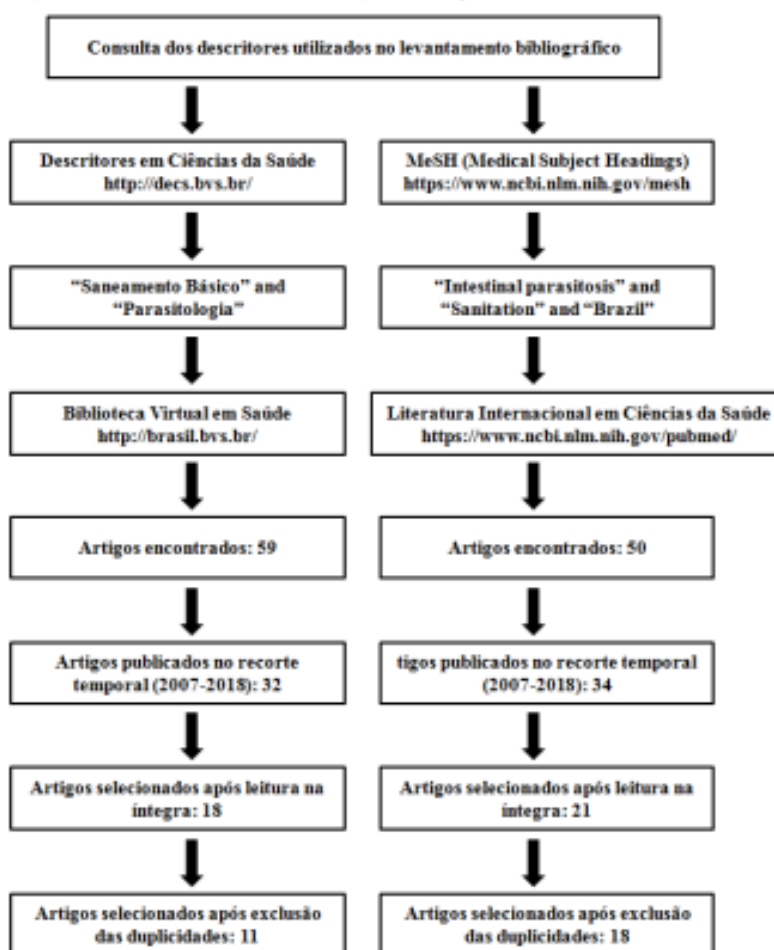 Consulta dos descritores utilizados no levantamento bibliográfico
Descritores em Ciências da Saúde
http://decs.bvs.br/
MeSH (Medical Subject Headings)
https://www.ncbi.nlm.nih.gov/mesh
“Saneamento Básico” and
“Parasitologia”
“Intestinal parasitosis” and
“Sanitation” and “Brazil”
Biblioteca Virtual em Saúde
http://brasil.bvs.br/
Literatura Internacional em Ciências da Saúde
https://www.ncbi.nlm.nih.gov/pubmed/
Artigos encontrados: 59
Artigos encontrados: 50
Artigos publicados no recorte
temporal (2007-2018): 32
tigos publicados no recorte temporal
(2007-2018): 34
Artigos selecionados após leitura na
íntegra: 18
Artigos selecionados após leitura na
íntegra: 21
Artigos selecionados após exclusão
das duplicidades: 11
Artigos selecionados após exclusão
das duplicidades: 18